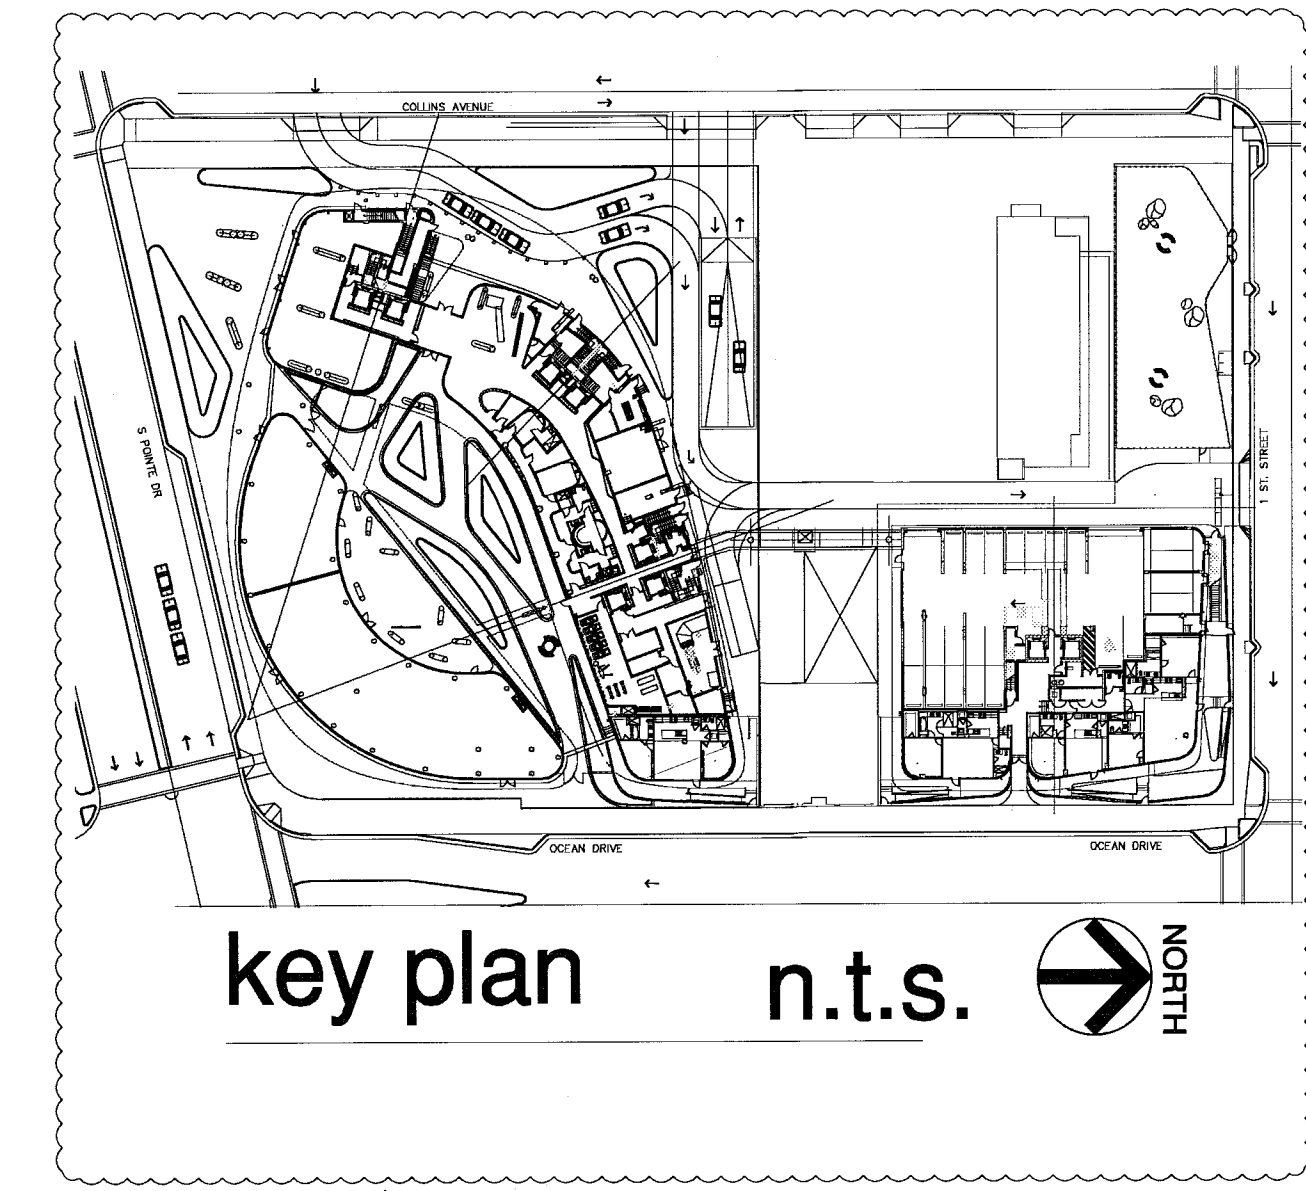 COLLINS AVENUE
S POINTE DR
1 ST. STREET
OCEAN DRIVE
OCEAN DRIVE
key plan
n.t.s.
NORTH